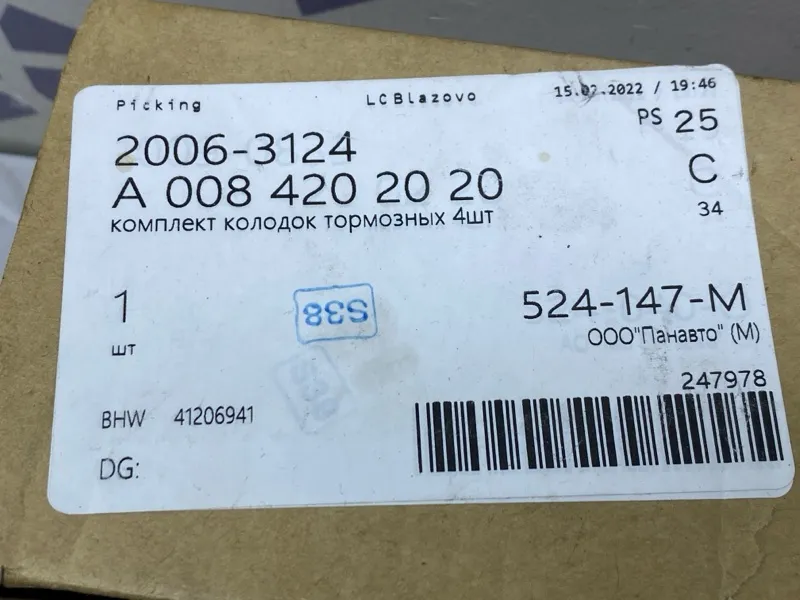 Picking LCBlazovo 15.02.2022 / 19:46
2006-3124 PS 25
A 008 420 20 20 C
комплект колодок тормозных 4шт 34
1 S38 524-147-M
шт ООО"Панавто" (М)
S38
247978
BHW 41206941
DG: